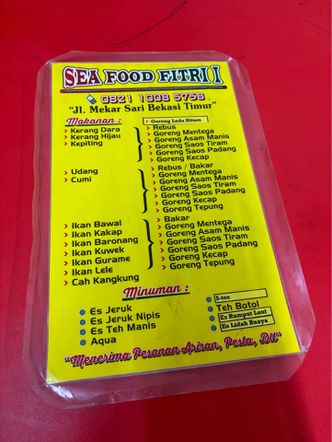 SEA FOOD FITRI I
0821 1008 5758
"Jl. Mekar Sari Bekasi Timur"
Makanan :
> Kerang Dara
> Kerang Hijau
> Kepiting
> Goreng Lada Hitam
> Rebus
> Goreng Mentega
> Goreng Asam Manis
> Goreng Saos Tiram
> Goreng Saos Padang
> Goreng Kecap
> Udang
> Cumi
> Rebus / Bakar
> Goreng Mentega
> Goreng Asam Manis
> Goreng Saos Tiram
> Goreng Saos Padang
> Goreng Kecap
> Goreng Tepung
> Ikan Bawal
> Ikan Kakap
> Ikan Baronang
> Ikan Kuwek
> Ikan Gurame
> Ikan Lele
> Cah Kangkung
> Bakar
> Goreng Mentega
> Goreng Asam Manis
> Goreng Saos Tiram
> Goreng Saos Padang
> Goreng Kecap
> Goreng Tepung
Minuman :
Es Jeruk
Es Jeruk Nipis
Es Teh Manis
Aqua
S-tee
Teh Botol
Es Rumput Laut
Es Lidah Buaya
"Menerima Pesanan Arisan, Pesta, Dll"